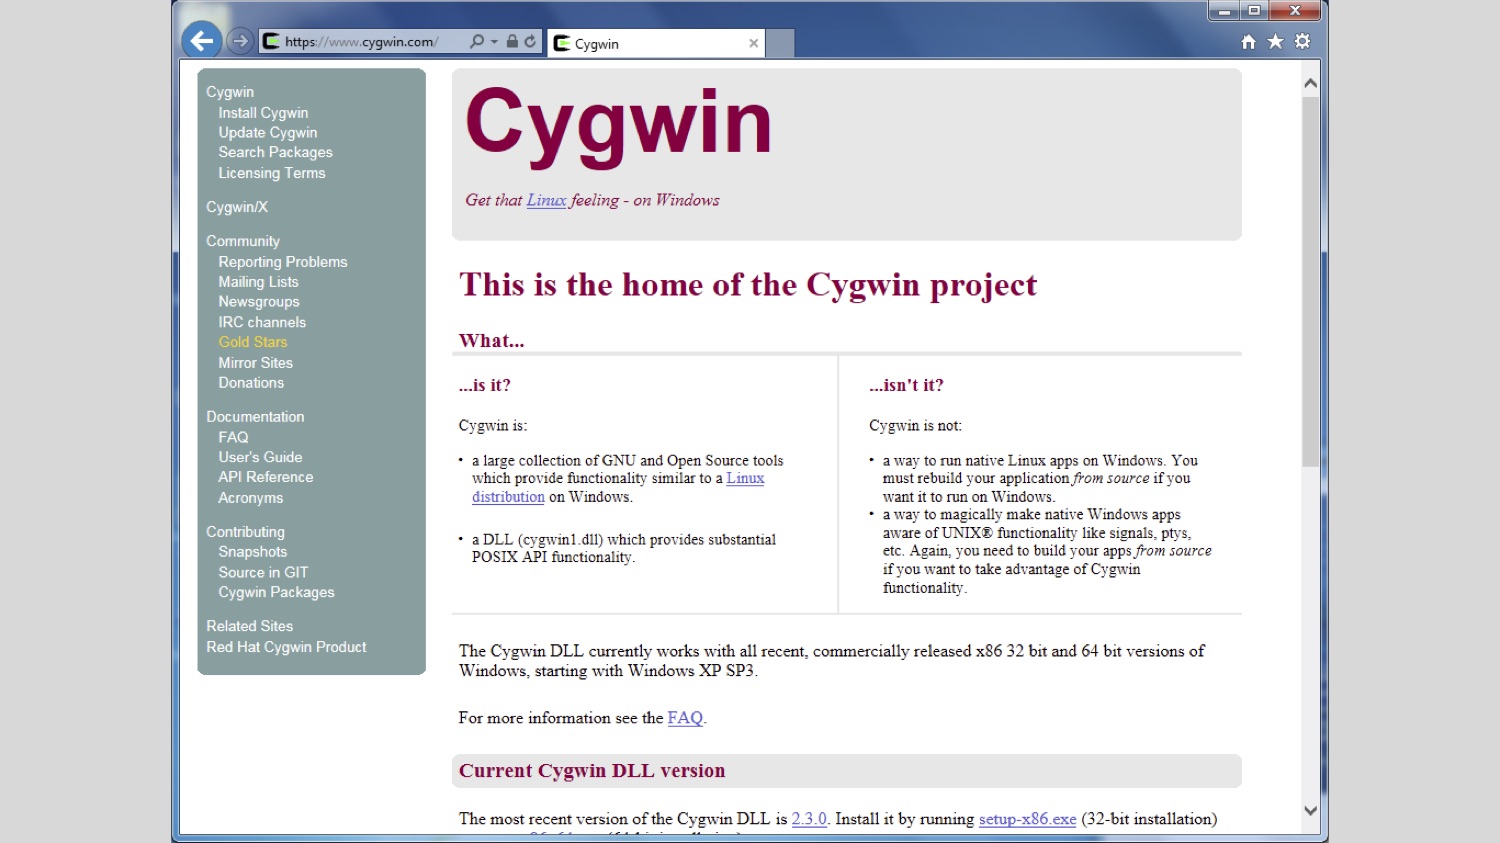 https://www.cygwin.com/
Cygwin
Cygwin
Install Cygwin
Update Cygwin
Search Packages
Licensing Terms
Cygwin/X
Community
Reporting Problems
Mailing Lists
Newsgroups
IRC channels
Gold Stars
Mirror Sites
Donations
Documentation
FAQ
User's Guide
API Reference
Acronyms
Contributing
Snapshots
Source in GIT
Cygwin Packages
Related Sites
Red Hat Cygwin Product
Cygwin
Get that Linux feeling - on Windows
This is the home of the Cygwin project
What...
...is it?
Cygwin is:
• a large collection of GNU and Open Source tools
which provide functionality similar to a Linux
distribution on Windows.
• a DLL (cygwin1.dll) which provides substantial
POSIX API functionality.
...isn't it?
Cygwin is not:
• a way to run native Linux apps on Windows. You
must rebuild your application from source if you
want it to run on Windows.
• a way to magically make native Windows apps
aware of UNIX® functionality like signals, ptys,
etc. Again, you need to build your apps from source
if you want to take advantage of Cygwin
functionality.
The Cygwin DLL currently works with all recent, commercially released x86 32 bit and 64 bit versions of
Windows, starting with Windows XP SP3.
For more information see the FAQ.
Current Cygwin DLL version
The most recent version of the Cygwin DLL is 2.3.0. Install it by running setup-x86.exe (32-bit installation)